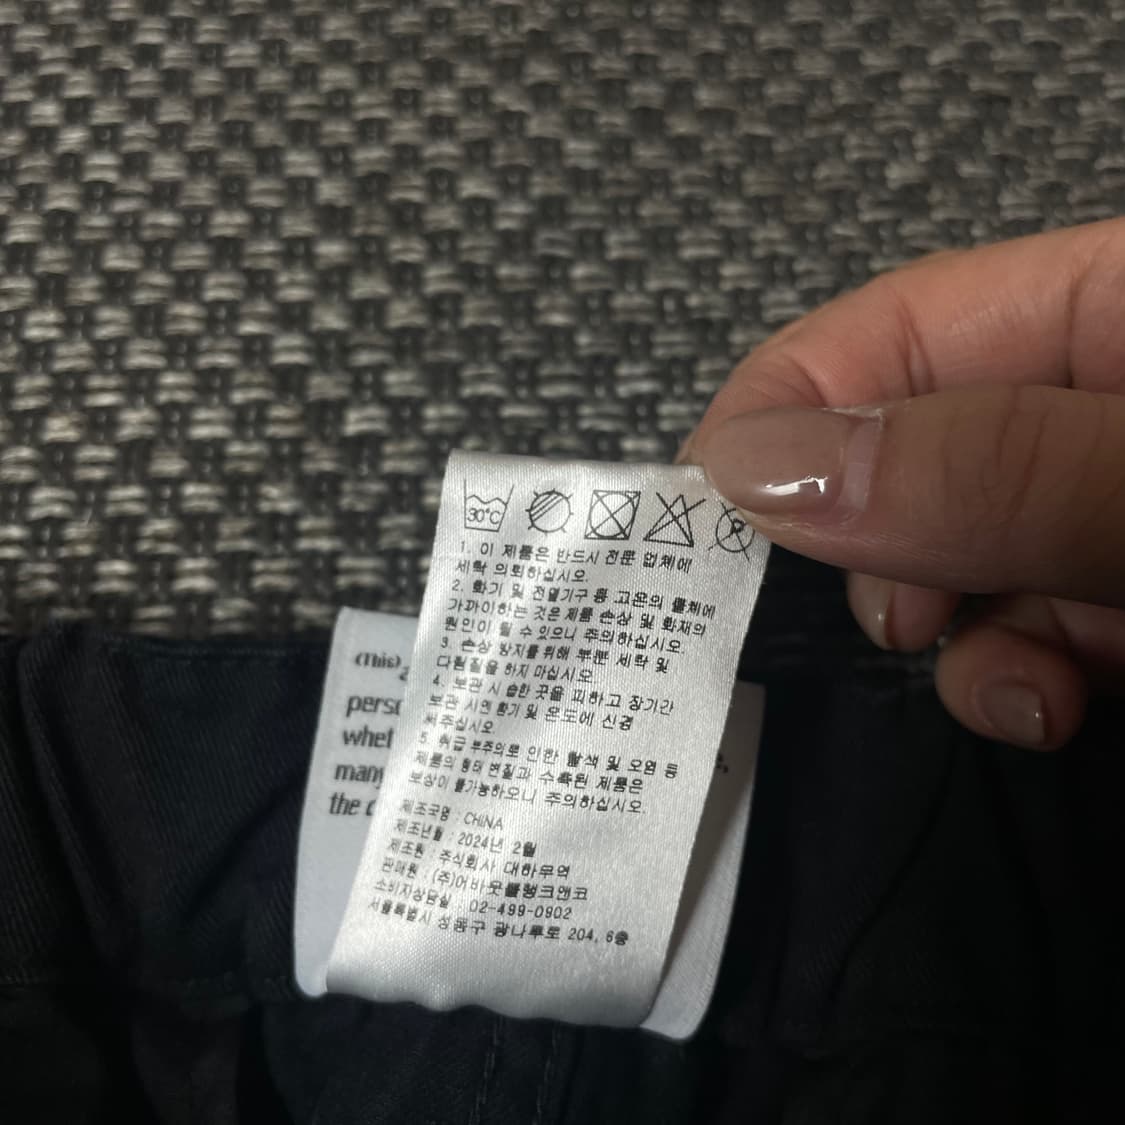 30°C
P
1. 이 제품은 반드시 전문 업체에
세탁 의뢰하십시오.
2. 화기 및 전열기구 등 고온의 물체에
가까이하는 것은 제품 손상 및 화재의
원인이 될 수 있으니 주의하십시오.
3. 손상 방지를 위해 부분 세탁 및
다림질을 하지 마십시오.
4. 보관 시 습한 곳을 피하고 장기간
보관 시엔 향기 및 온도에 신경
써주십시오.
5. 취급 부주의로 인한 탈색 및 오염 등
제품의 형태 변질과 수축된 제품은
보상이 불가능하오니 주의하십시오.
제조국명 : CHINA
제조년월 : 2024년 2월
제조원 : 주식회사 대하무역
판매원 : (주)어바웃블랭크앤코
소비자상담실 : 02-499-0902
서울특별시 성동구 광나루로 204, 6층
(This)
many
the